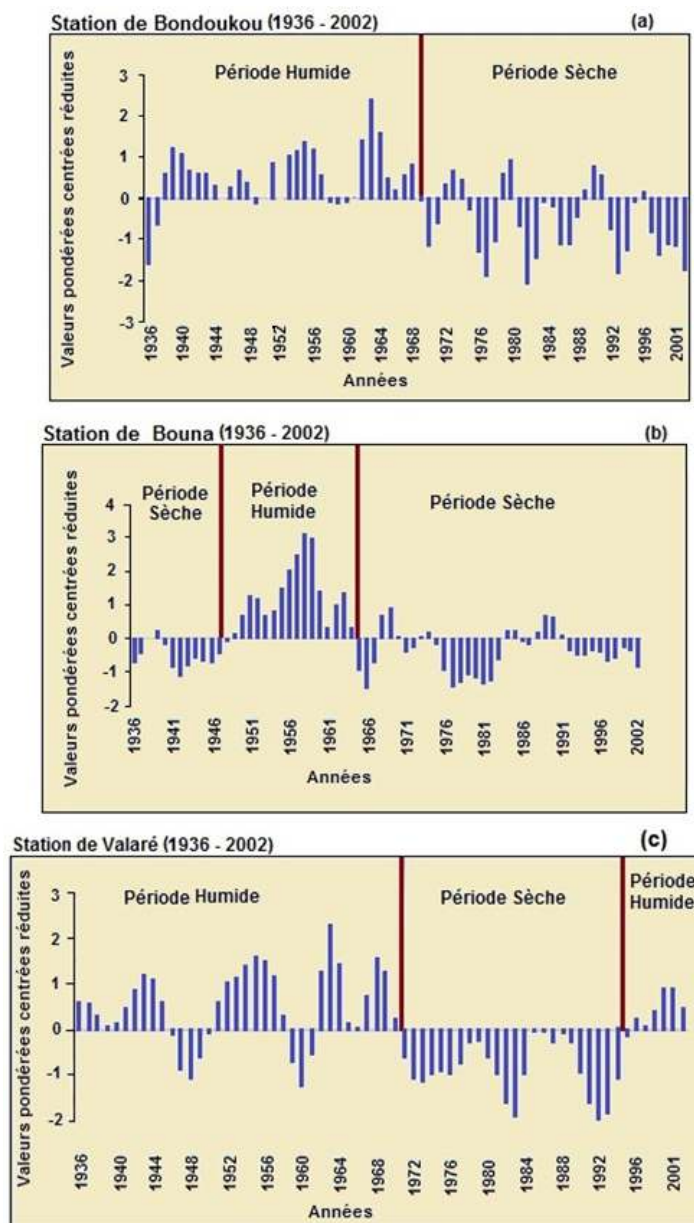 Station de Bondoukou (1936 - 2002) (a)
Période Humide Période Sèche
Valeurs pondérées centrées réduites
3
2
1
0
-1
-2
-3
1936 1940 1944 1948 1952 1956 1960 1964 1968 1972 1976 1980 1984 1988 1992 1996 2001
Années
Station de Bouna (1936 - 2002) (b)
Période Sèche
Période Humide
Période Sèche
Valeurs pondérées centrées réduites
4
3
2
1
0
-1
-2
1936 1941 1946 1951 1956 1961 1966 1971 1976 1981 1986 1991 1996 2002
Années
Station de Valaré (1936 - 2002) (c)
Période Humide
Période Sèche
Période Humide
Valeurs pondérées centrées réduites
3
2
1
0
-1
-2
1936 1940 1944 1948 1952 1956 1960 1964 1968 1972 1976 1980 1984 1988 1992 1996 2001
Années